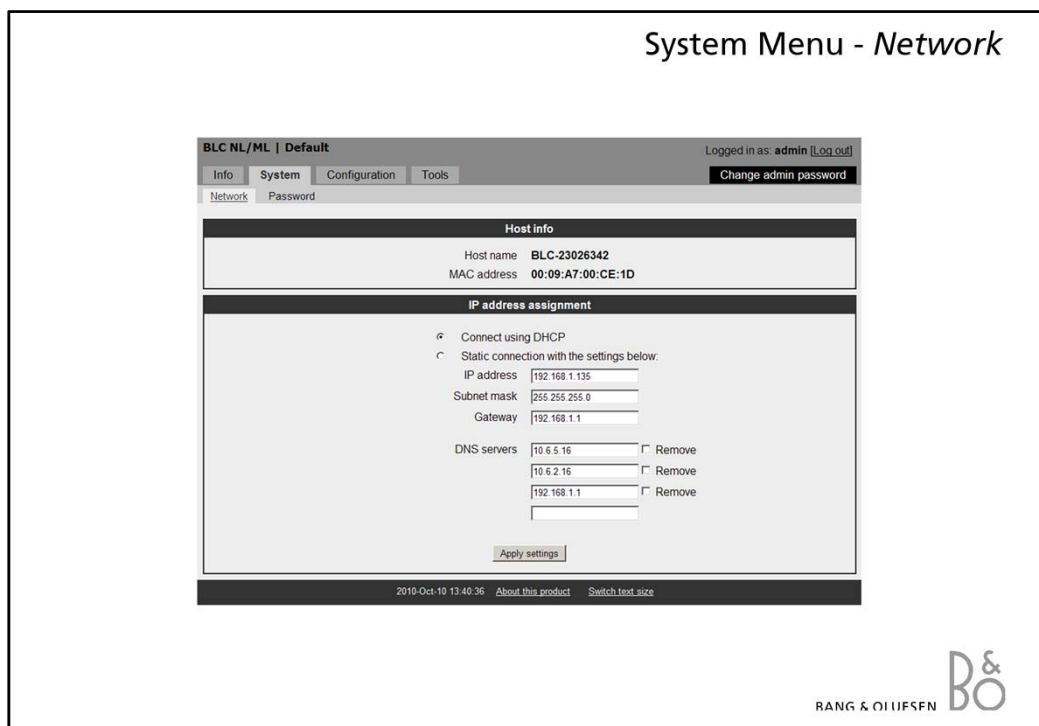 System Menu - Network
BLC NL/ML | Default
Logged in as: admin [Log out]
Info System Configuration Tools
Change admin password
Network Password
Host info
Host name BLC-23026342
MAC address 00:09:A7:00:CE:1D
IP address assignment
Connect using DHCP
Static connection with the settings below:
IP address 192.168.1.135
Subnet mask 255.255.255.0
Gateway 192.168.1.1
DNS servers 10.6.5.16 Remove
10.6.2.16 Remove
192.168.1.1 Remove
Apply settings
2010-Oct-10 13:40:36 About this product Switch text size
BANG & OLUFSEN B&O